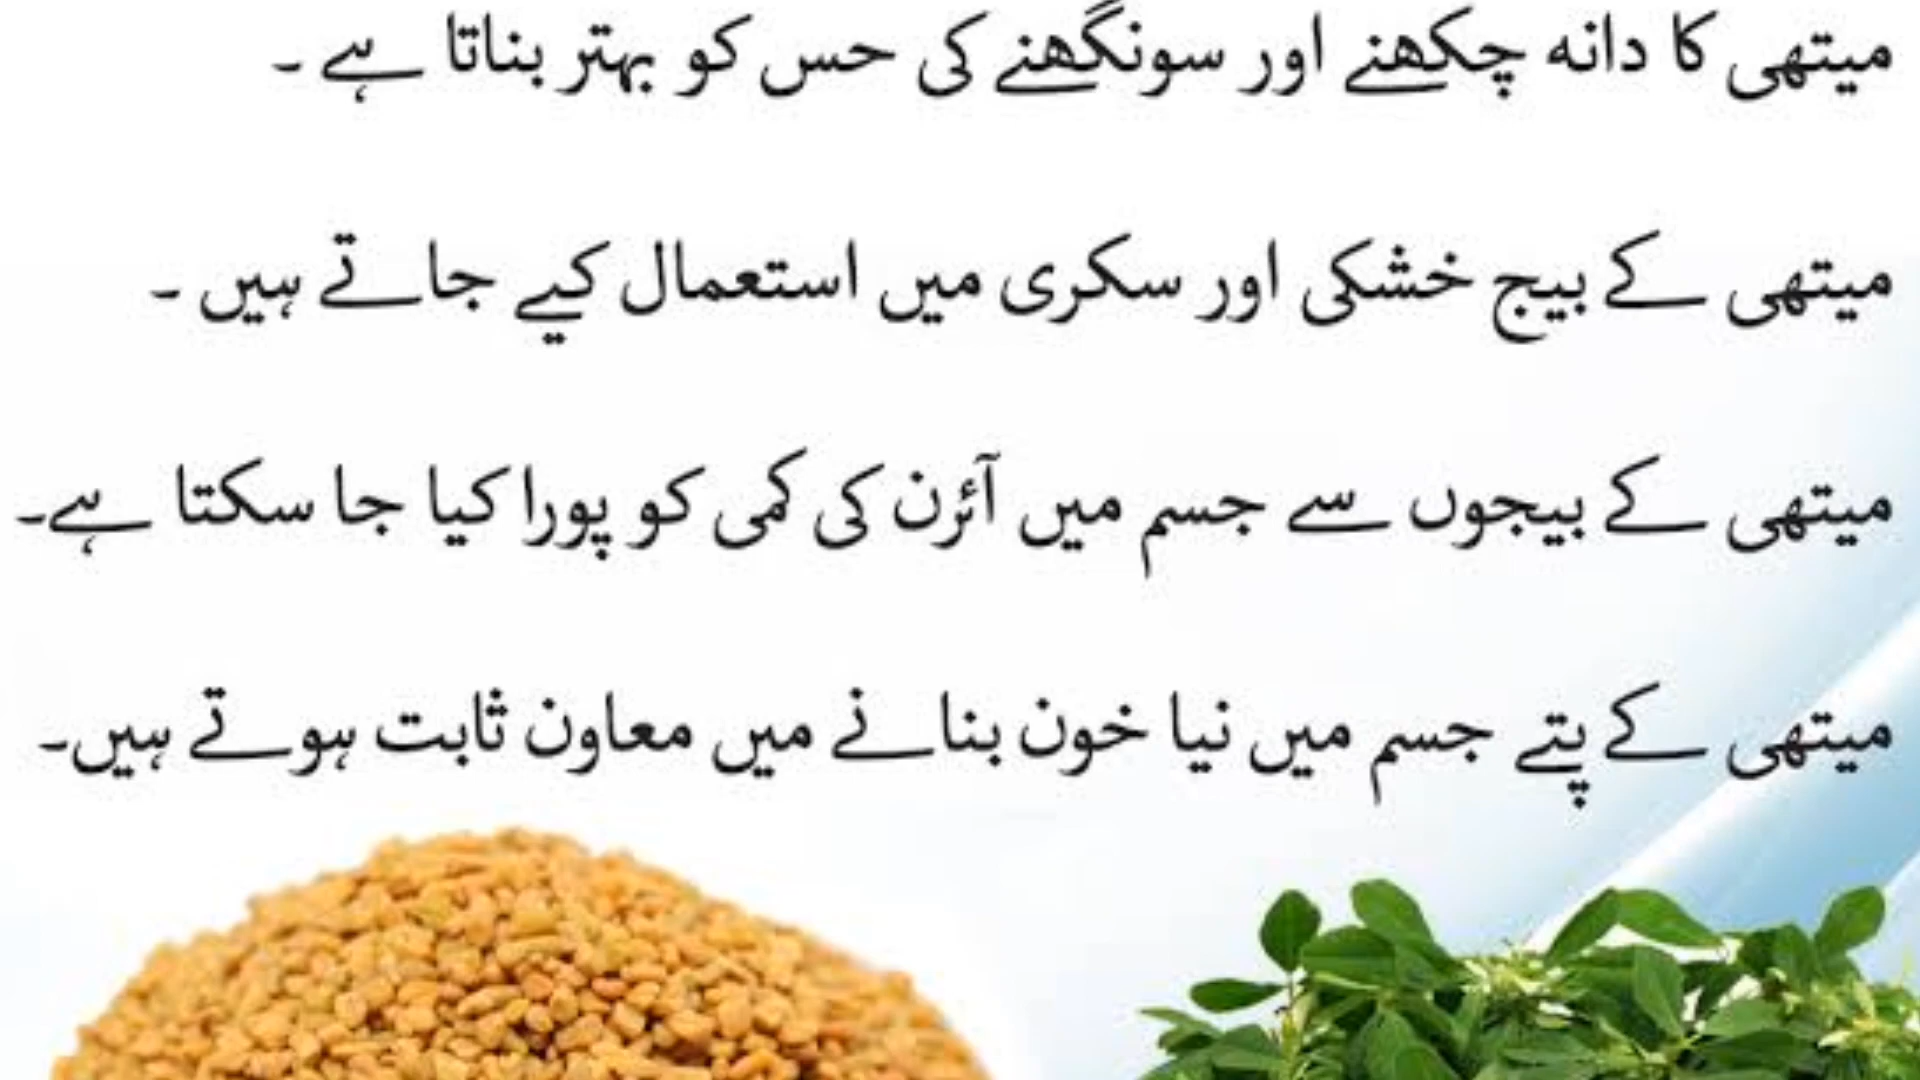 میتھی کا دانہ چکھنے اور سونگھنے کی حس کو بہتر بناتا ہے ۔
میتھی کے بیج خشکی اور سکری میں استعمال کیے جاتے ہیں ۔
میتھی کے بیجوں سے جسم میں آئرن کی کمی کو پورا کیا جا سکتا ہے۔
میتھی کے پتے جسم میں نیا خون بنانے میں معاون ثابت ہوتے ہیں۔